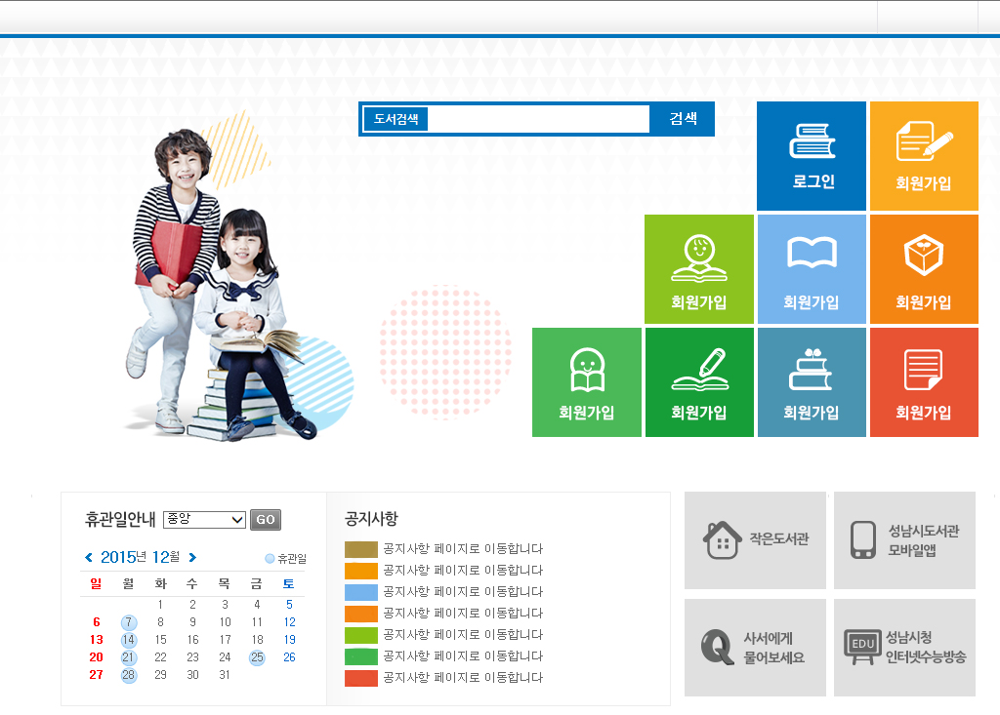 도서검색 검색
로그인 회원가입
회원가입 회원가입 회원가입
회원가입 회원가입 회원가입 회원가입
휴관일안내 중앙 GO
2015년 12월 휴관일
일 월 화 수 목 금 토
1 2 3 4 5
6 7 8 9 10 11 12
13 14 15 16 17 18 19
20 21 22 23 24 25 26
27 28 29 30 31
공지사항
공지사항 페이지로 이동합니다
공지사항 페이지로 이동합니다
공지사항 페이지로 이동합니다
공지사항 페이지로 이동합니다
공지사항 페이지로 이동합니다
공지사항 페이지로 이동합니다
공지사항 페이지로 이동합니다
작은도서관
성남시도서관
모바일앱
사서에게
물어보세요
EDU 성남시청
인터넷수능방송